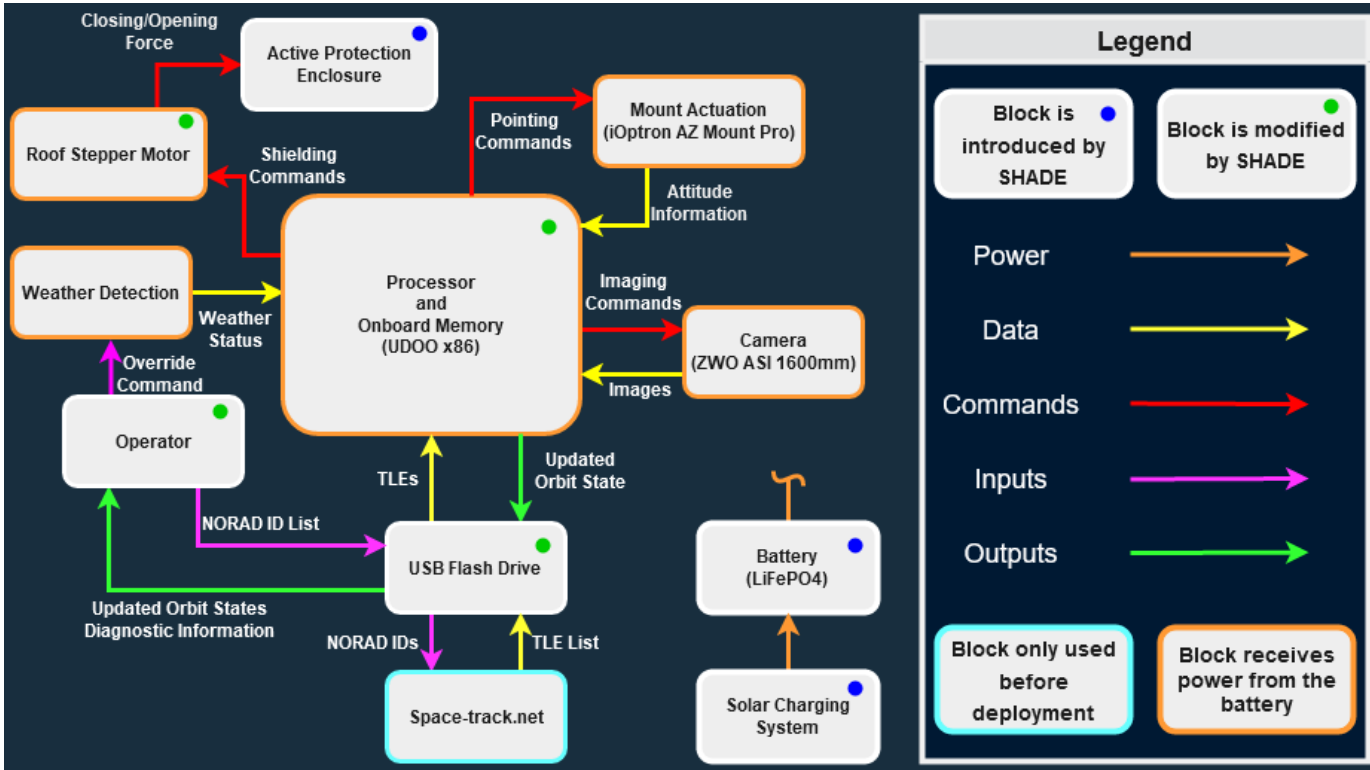 Closing/Opening
Force
Active Protection
Enclosure
Roof Stepper Motor
Shielding
Commands
Pointing
Commands
Mount Actuation
(iOptron AZ Mount Pro)
Attitude
Information
Weather Detection
Weather
Status
Processor
and
Onboard Memory
(UDOO x86)
Imaging
Commands
Camera
(ZWO ASI 1600mm)
Images
Override
Command
Operator
TLEs
Updated
Orbit State
NORAD ID List
USB Flash Drive
Updated Orbit States
Diagnostic Information
NORAD IDs
TLE List
Space-track.net
Battery
(LiFePO4)
Solar Charging
System
Legend
Block is
introduced by
SHADE
Block is modified
by SHADE
Power
Data
Commands
Inputs
Outputs
Block only used
before
deployment
Block receives
power from the
battery